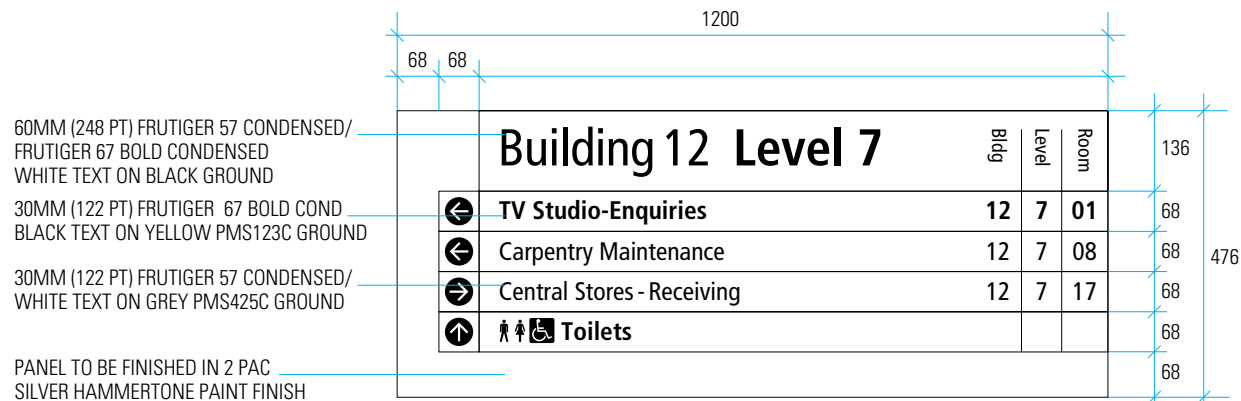 1200
68 68
60MM (248 PT) FRUTIGER 57 CONDENSED/
FRUTIGER 67 BOLD CONDENSED
WHITE TEXT ON BLACK GROUND
Building 12 Level 7 Bldg Level Room
136
30MM (122 PT) FRUTIGER 67 BOLD COND
BLACK TEXT ON YELLOW PMS123C GROUND
TV Studio-Enquiries 12 7 01
68
Carpentry Maintenance 12 7 08
68
476
30MM (122 PT) FRUTIGER 57 CONDENSED/
WHITE TEXT ON GREY PMS425C GROUND
Central Stores - Receiving 12 7 17
68
Toilets
68
PANEL TO BE FINISHED IN 2 PAC
SILVER HAMMERTONE PAINT FINISH
68